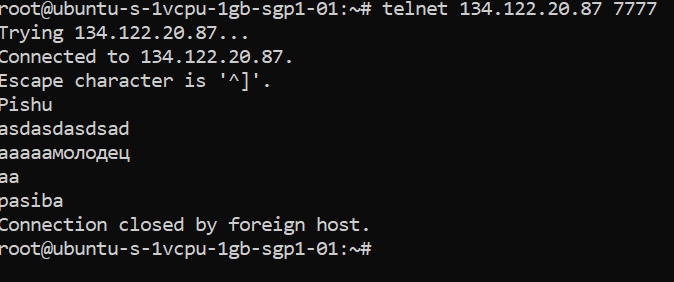 root@ubuntu-s-1vcpu-1gb-sgp1-01:~# telnet 134.122.20.87 7777
Trying 134.122.20.87...
Connected to 134.122.20.87.
Escape character is '^]'.
Pishu
asdasdasdsad
aaaaaмолодец
aa
pasiba
Connection closed by foreign host.
root@ubuntu-s-1vcpu-1gb-sgp1-01:~#